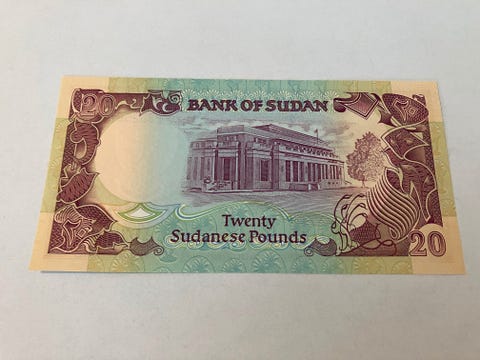 20 BANK OF SUDAN
Twenty
Sudanese Pounds
20